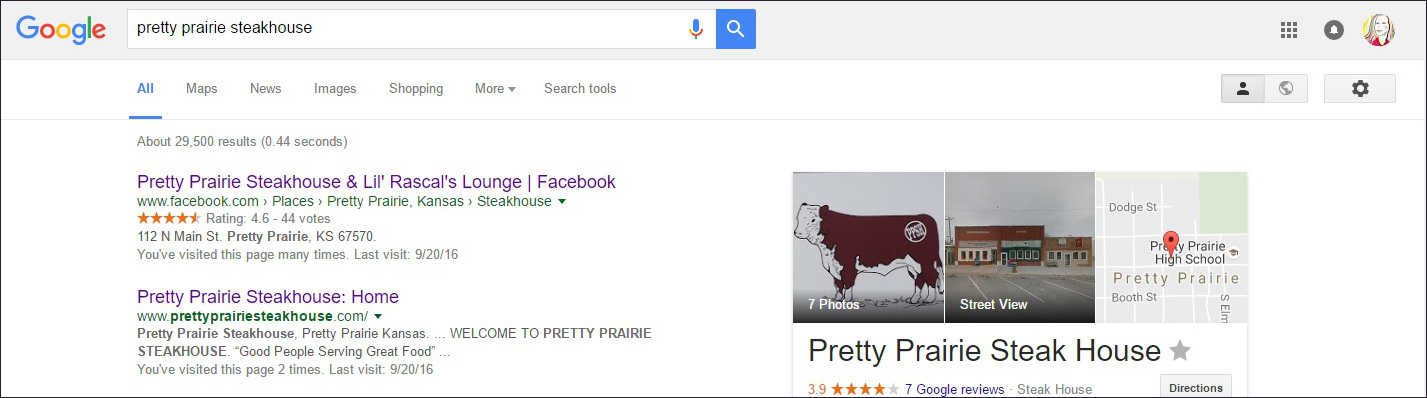 Google
pretty prairie steakhouse
All Maps News Images Shopping More Search tools
About 29,500 results (0.44 seconds)
Pretty Prairie Steakhouse & Lil' Rascal's Lounge | Facebook
www.facebook.com › Places › Pretty Prairie, Kansas › Steakhouse
Rating: 4.6 - 44 votes
112 N Main St. Pretty Prairie, KS 67570.
You've visited this page many times. Last visit: 9/20/16
Pretty Prairie Steakhouse: Home
www.prettyprairiesteakhouse.com/
Pretty Prairie Steakhouse, Pretty Prairie Kansas. ... WELCOME TO PRETTY PRAIRIE
STEAKHOUSE. “Good People Serving Great Food” ...
You've visited this page 2 times. Last visit: 9/20/16
PPSH
7 Photos
Street View
Dodge St
Pretty Prairie
High School
Pretty Prairie
Booth St
S Elm
Pretty Prairie Steak House
3.9 7 Google reviews · Steak House
Directions